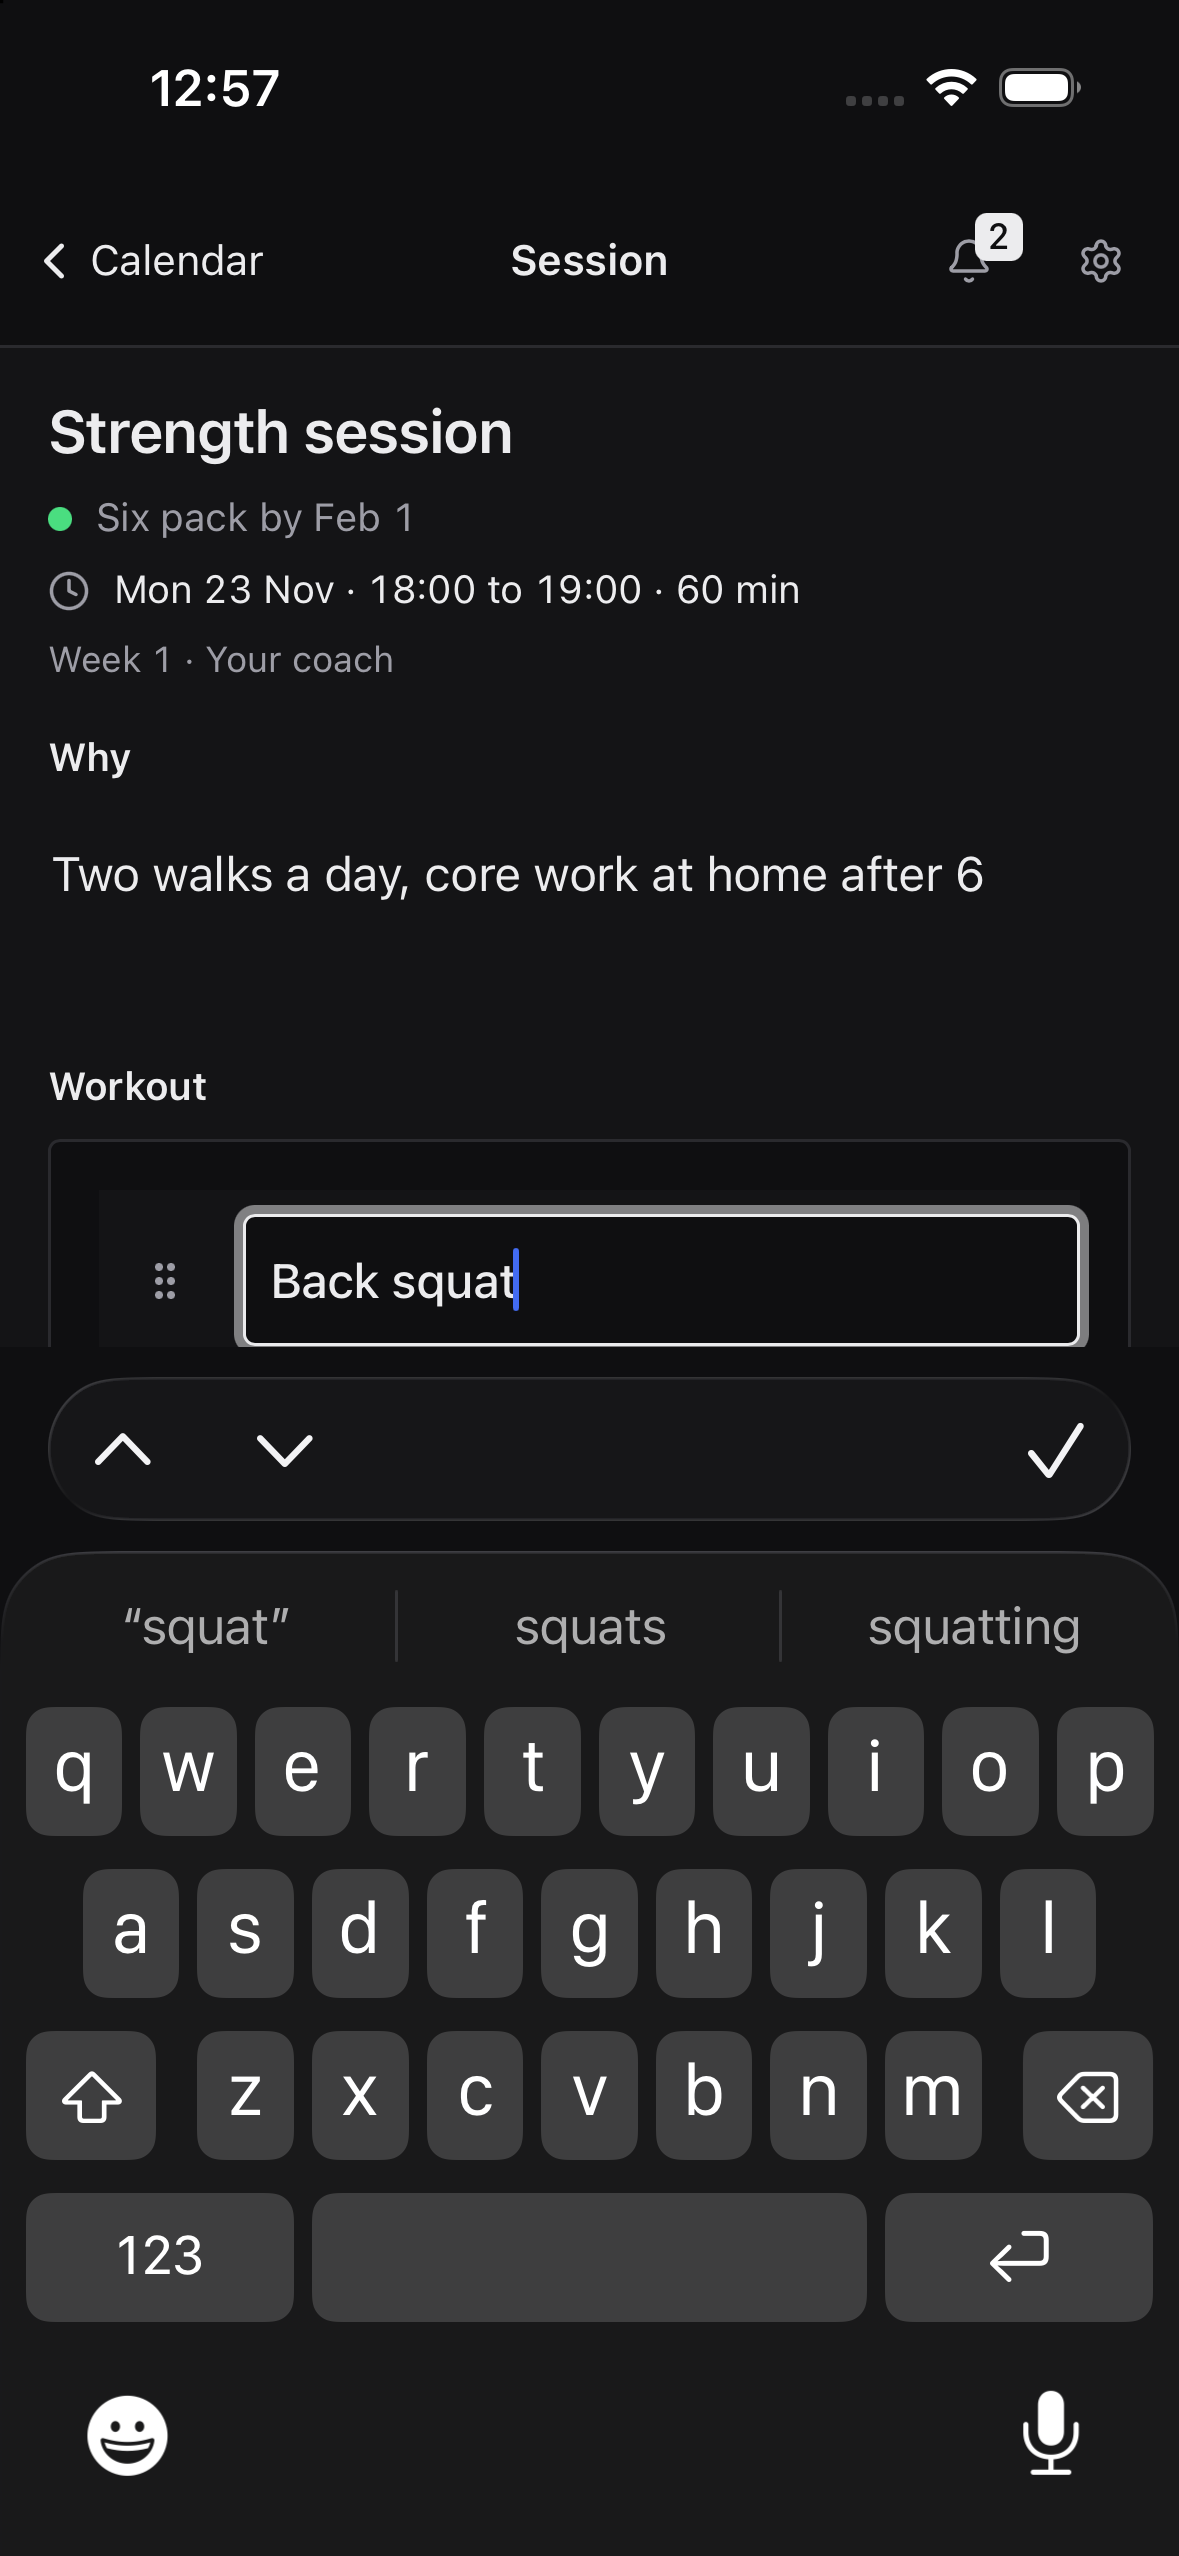 12:57
Calendar
Session
2
Strength session
Six pack by Feb 1
Mon 23 Nov · 18:00 to 19:00 · 60 min
Week 1 · Your coach
Why
Two walks a day, core work at home after 6
Workout
Back squat
“squat” squats squatting
q w e r t y u i o p
a s d f g h j k l
z x c v b n m
123